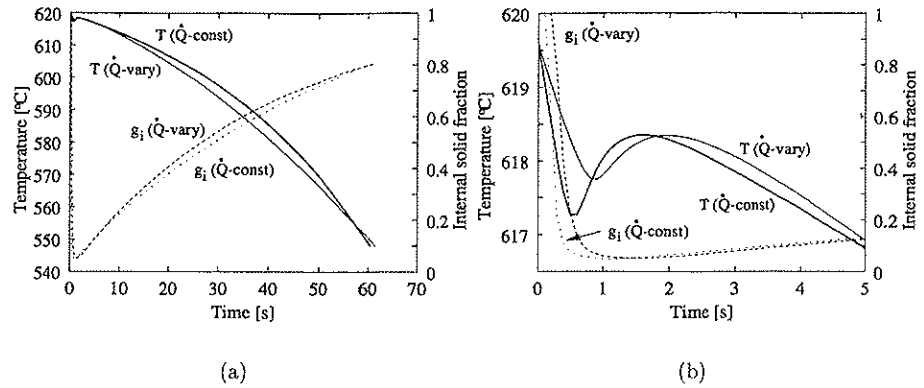 620
610
600
590
580
570
560
550
540
Temperature [ºC]
T (Q̇-const)
T (Q̇-vary)
g_i (Q̇-vary)
g_i (Q̇-const)
1
0.8
0.6
0.4
0.2
0
Internal solid fraction
0 10 20 30 40 50 60 70
Time [s]
(a)
620
619
618
617
Temperature [ºC]
g_i (Q̇-vary)
T (Q̇-vary)
T (Q̇-const)
g_i (Q̇-const)
1
0.8
0.6
0.4
0.2
0
Internal solid fraction
0 1 2 3 4 5
Time [s]
(b)